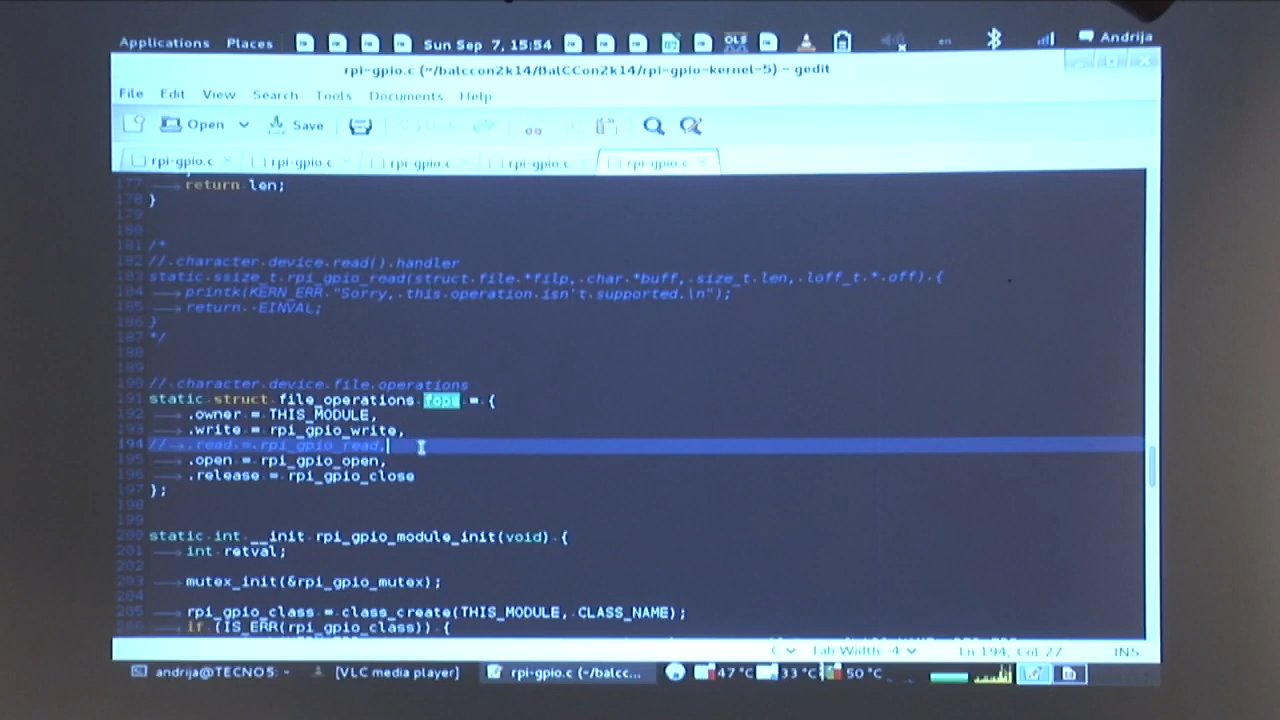 Applications Places Sun Sep 7, 15:54 OLS en Andrija
rpi-gpio.c (~/balccon2k14/BalCCon2k14/rpi-gpio-kernel-5) - gedit
File Edit View Search Tools Documents Help
Open Save
rpi-gpio.c rpi-gpio.c rpi-gpio.c rpi-gpio.c rpi-gpio.c
177 return len;
178 }
179
180
181 /*
182 // character device read() handler
183 static ssize_t rpi_gpio_read(struct file *filp, char *buff, size_t len, loff_t * off) {
184 printk(KERN_ERR "Sorry, this operation isn't supported.\n");
185 return -EINVAL;
186 }
187 */
188
189
190 // character device file operations
191 static struct file_operations fops = {
192 .owner = THIS_MODULE,
193 .write = rpi_gpio_write,
194 // .read = rpi_gpio_read,
195 .open = rpi_gpio_open,
196 .release = rpi_gpio_close
197 };
198
199
200 static int __init rpi_gpio_module_init(void) {
201 int retval;
202
203 mutex_init(&rpi_gpio_mutex);
204
205 rpi_gpio_class = class_create(THIS_MODULE, CLASS_NAME);
206 if (IS_ERR(rpi_gpio_class)) {
C Tab Width: 4 Ln 194, Col 27 INS
andrija@TECNO5: ~ [VLC media player] rpi-gpio.c (~/balcc... 47 °C 33 °C 50 °C